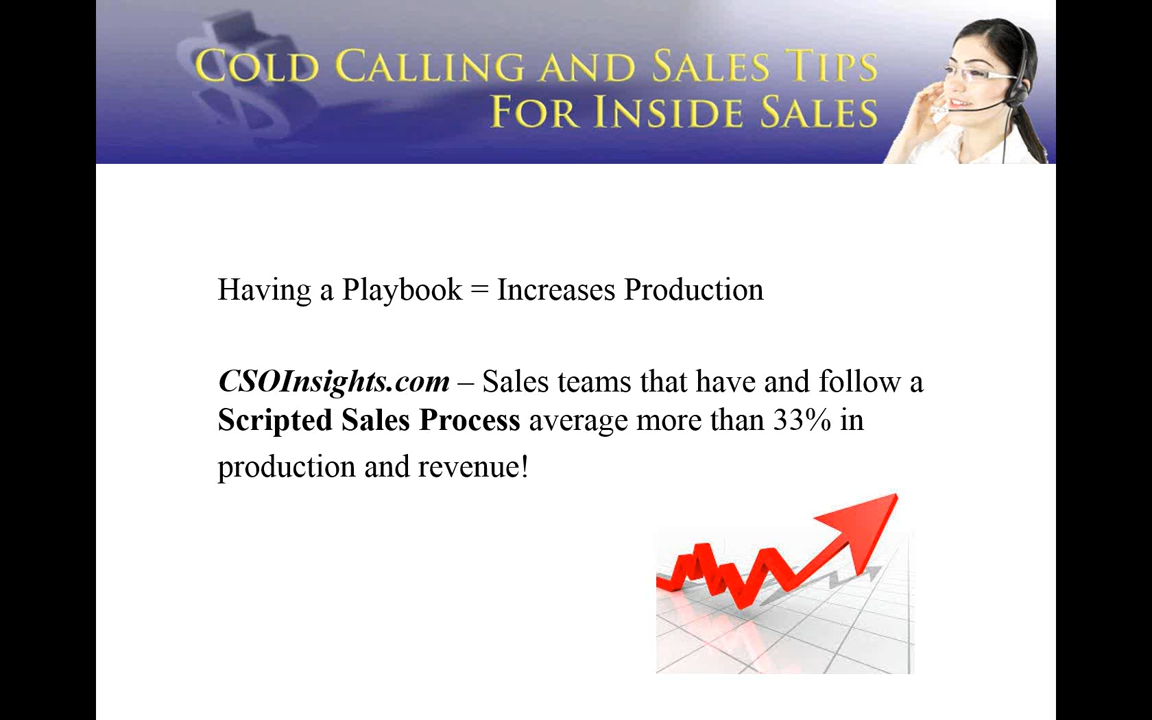 COLD CALLING AND SALES TIPS
FOR INSIDE SALES
Having a Playbook = Increases Production
CSOInsights.com – Sales teams that have and follow a
Scripted Sales Process average more than 33% in
production and revenue!